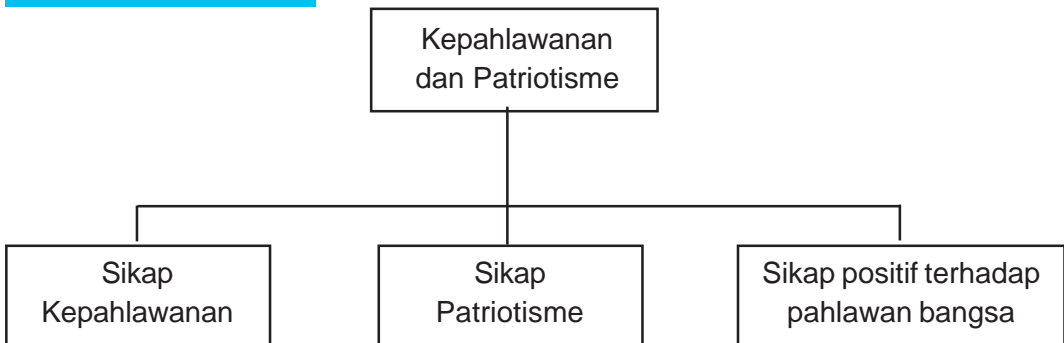 Kepahlawanan
dan Patriotisme
Sikap
Kepahlawanan
Sikap
Patriotisme
Sikap positif terhadap
pahlawan bangsa